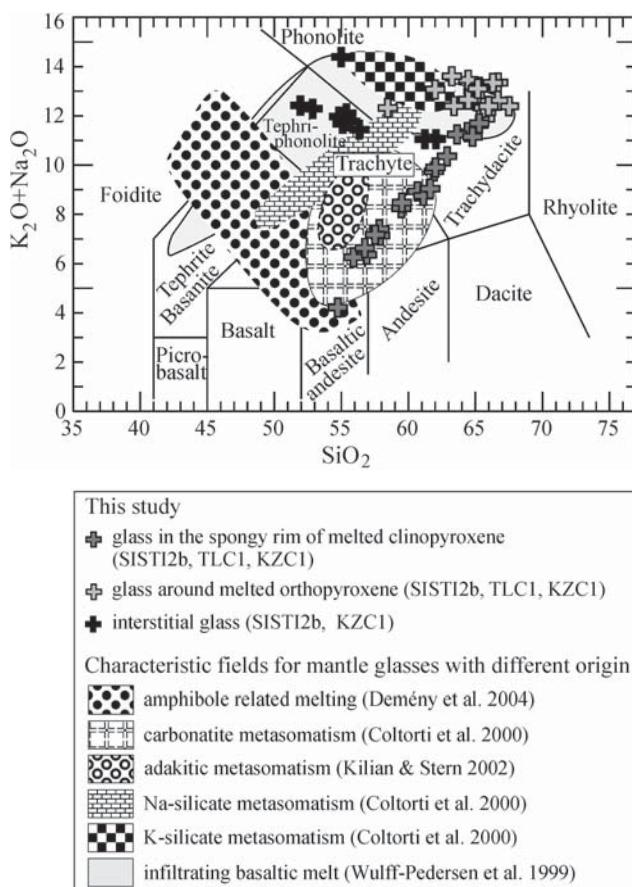 K₂O+Na₂O
16
14
12
10
8
6
4
2
0
35
40
45
50
55
60
65
70
75
SiO₂
Phonolite
Tephri-
phonolite
Trachyte
Foidite
Trachydacite
Rhyolite
Tephrite
Basanite
Basalt
Andesite
Dacite
Picro-
basalt
Basaltic
andesite
This study
glass in the spongy rim of melted clinopyroxene
(SISTI2b, TLC1, KZC1)
glass around melted orthopyroxene (SISTI2b, TLC1, KZC1)
interstitial glass (SISTI2b, KZC1)
Characteristic fields for mantle glasses with different origin
amphibole related melting (Demény et al. 2004)
carbonatite metasomatism (Coltorti et al. 2000)
adakitic metasomatism (Kilian & Stern 2002)
Na-silicate metasomatism (Coltorti et al. 2000)
K-silicate metasomatism (Coltorti et al. 2000)
infiltrating basaltic melt (Wulff-Pedersen et al. 1999)